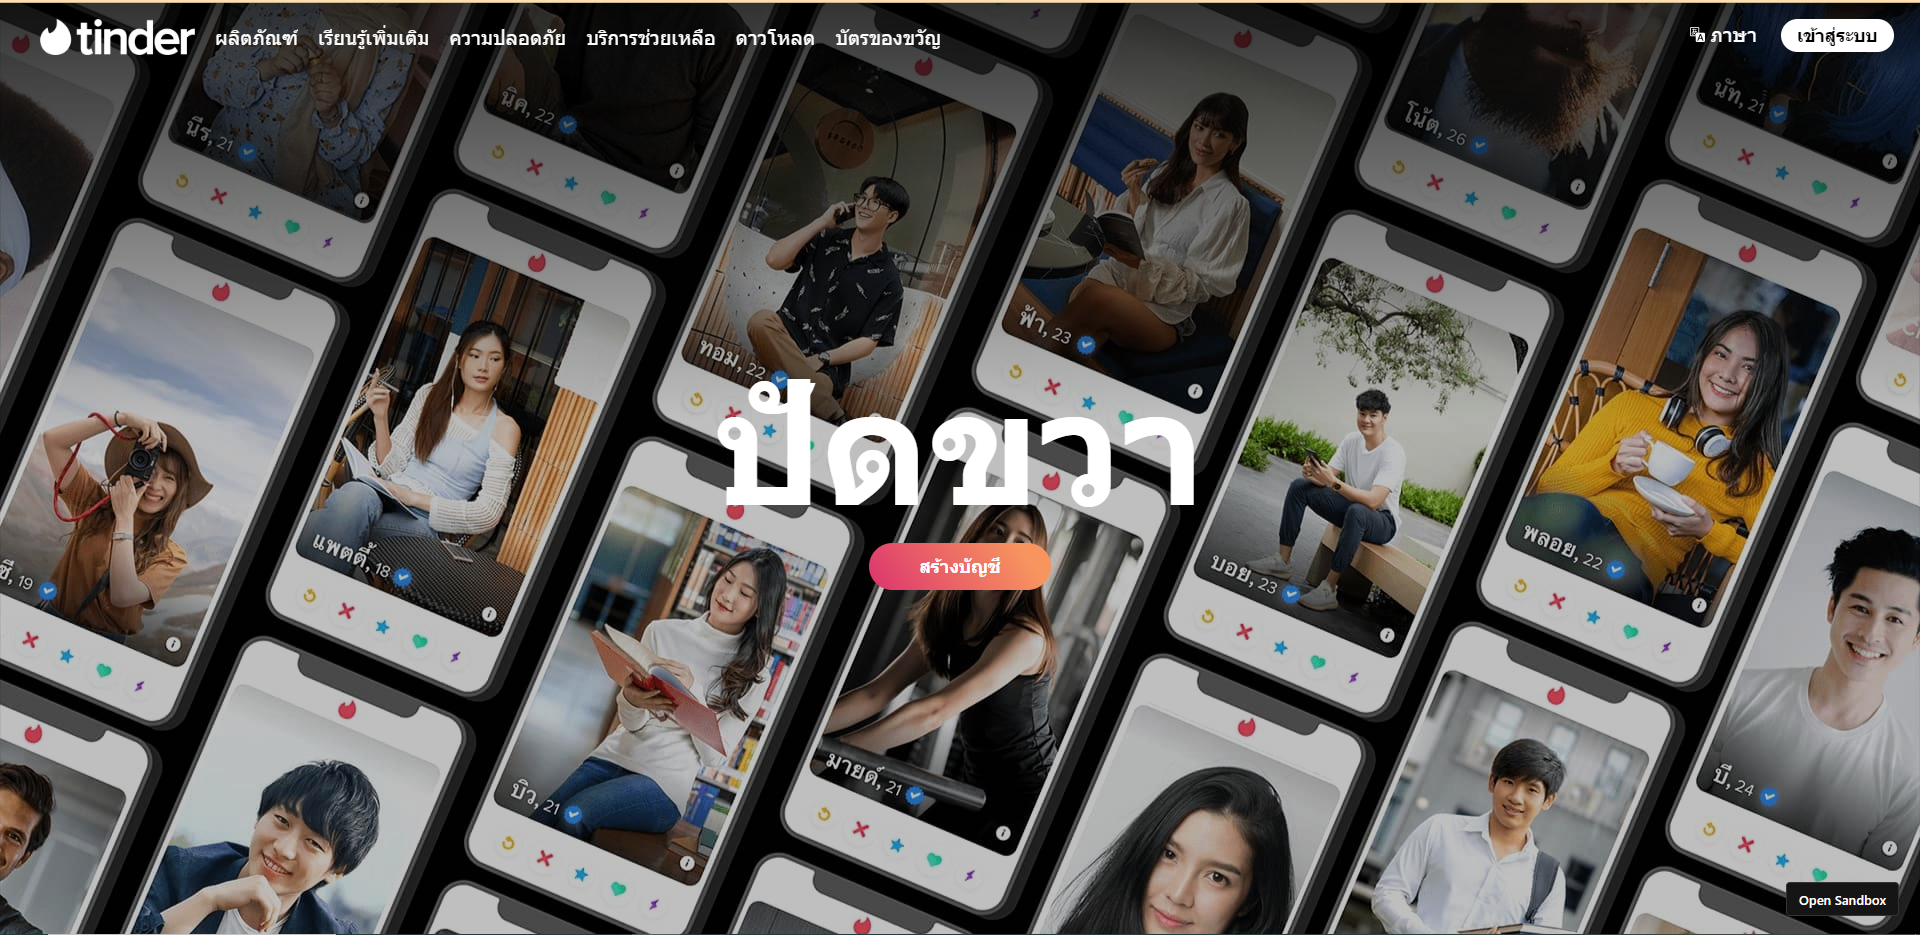 tinder ผลิตภัณฑ์ เรียนรู้เพิ่มเติม ความปลอดภัย บริการช่วยเหลือ ดาวโหลด บัตรของขวัญ ภาษา เข้าสู่ระบบ
นีร, 21
นิค, 22
โน้ต, 26
นัท, 21
ทอม, 22
ฟ้า, 23
ปัดขวา
สร้างบัญชี
ซี, 19
แพตตี้, 18
บอย, 23
พลอย, 22
บิว, 21
มายด์, 21
บี, 24
Open Sandbox